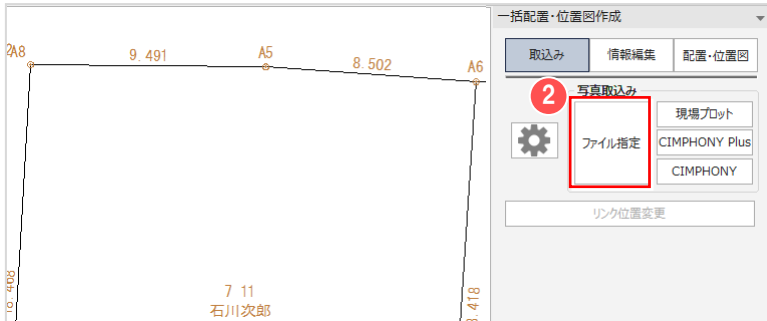 一括配置・位置図作成
取込み 情報編集 配置・位置図
2
写真取込み
ファイル指定
現場プロット
CIMPHONY Plus
CIMPHONY
リンク位置変更
A8 9.491 A5 8.502 A6
7 11
石川次郎
.418